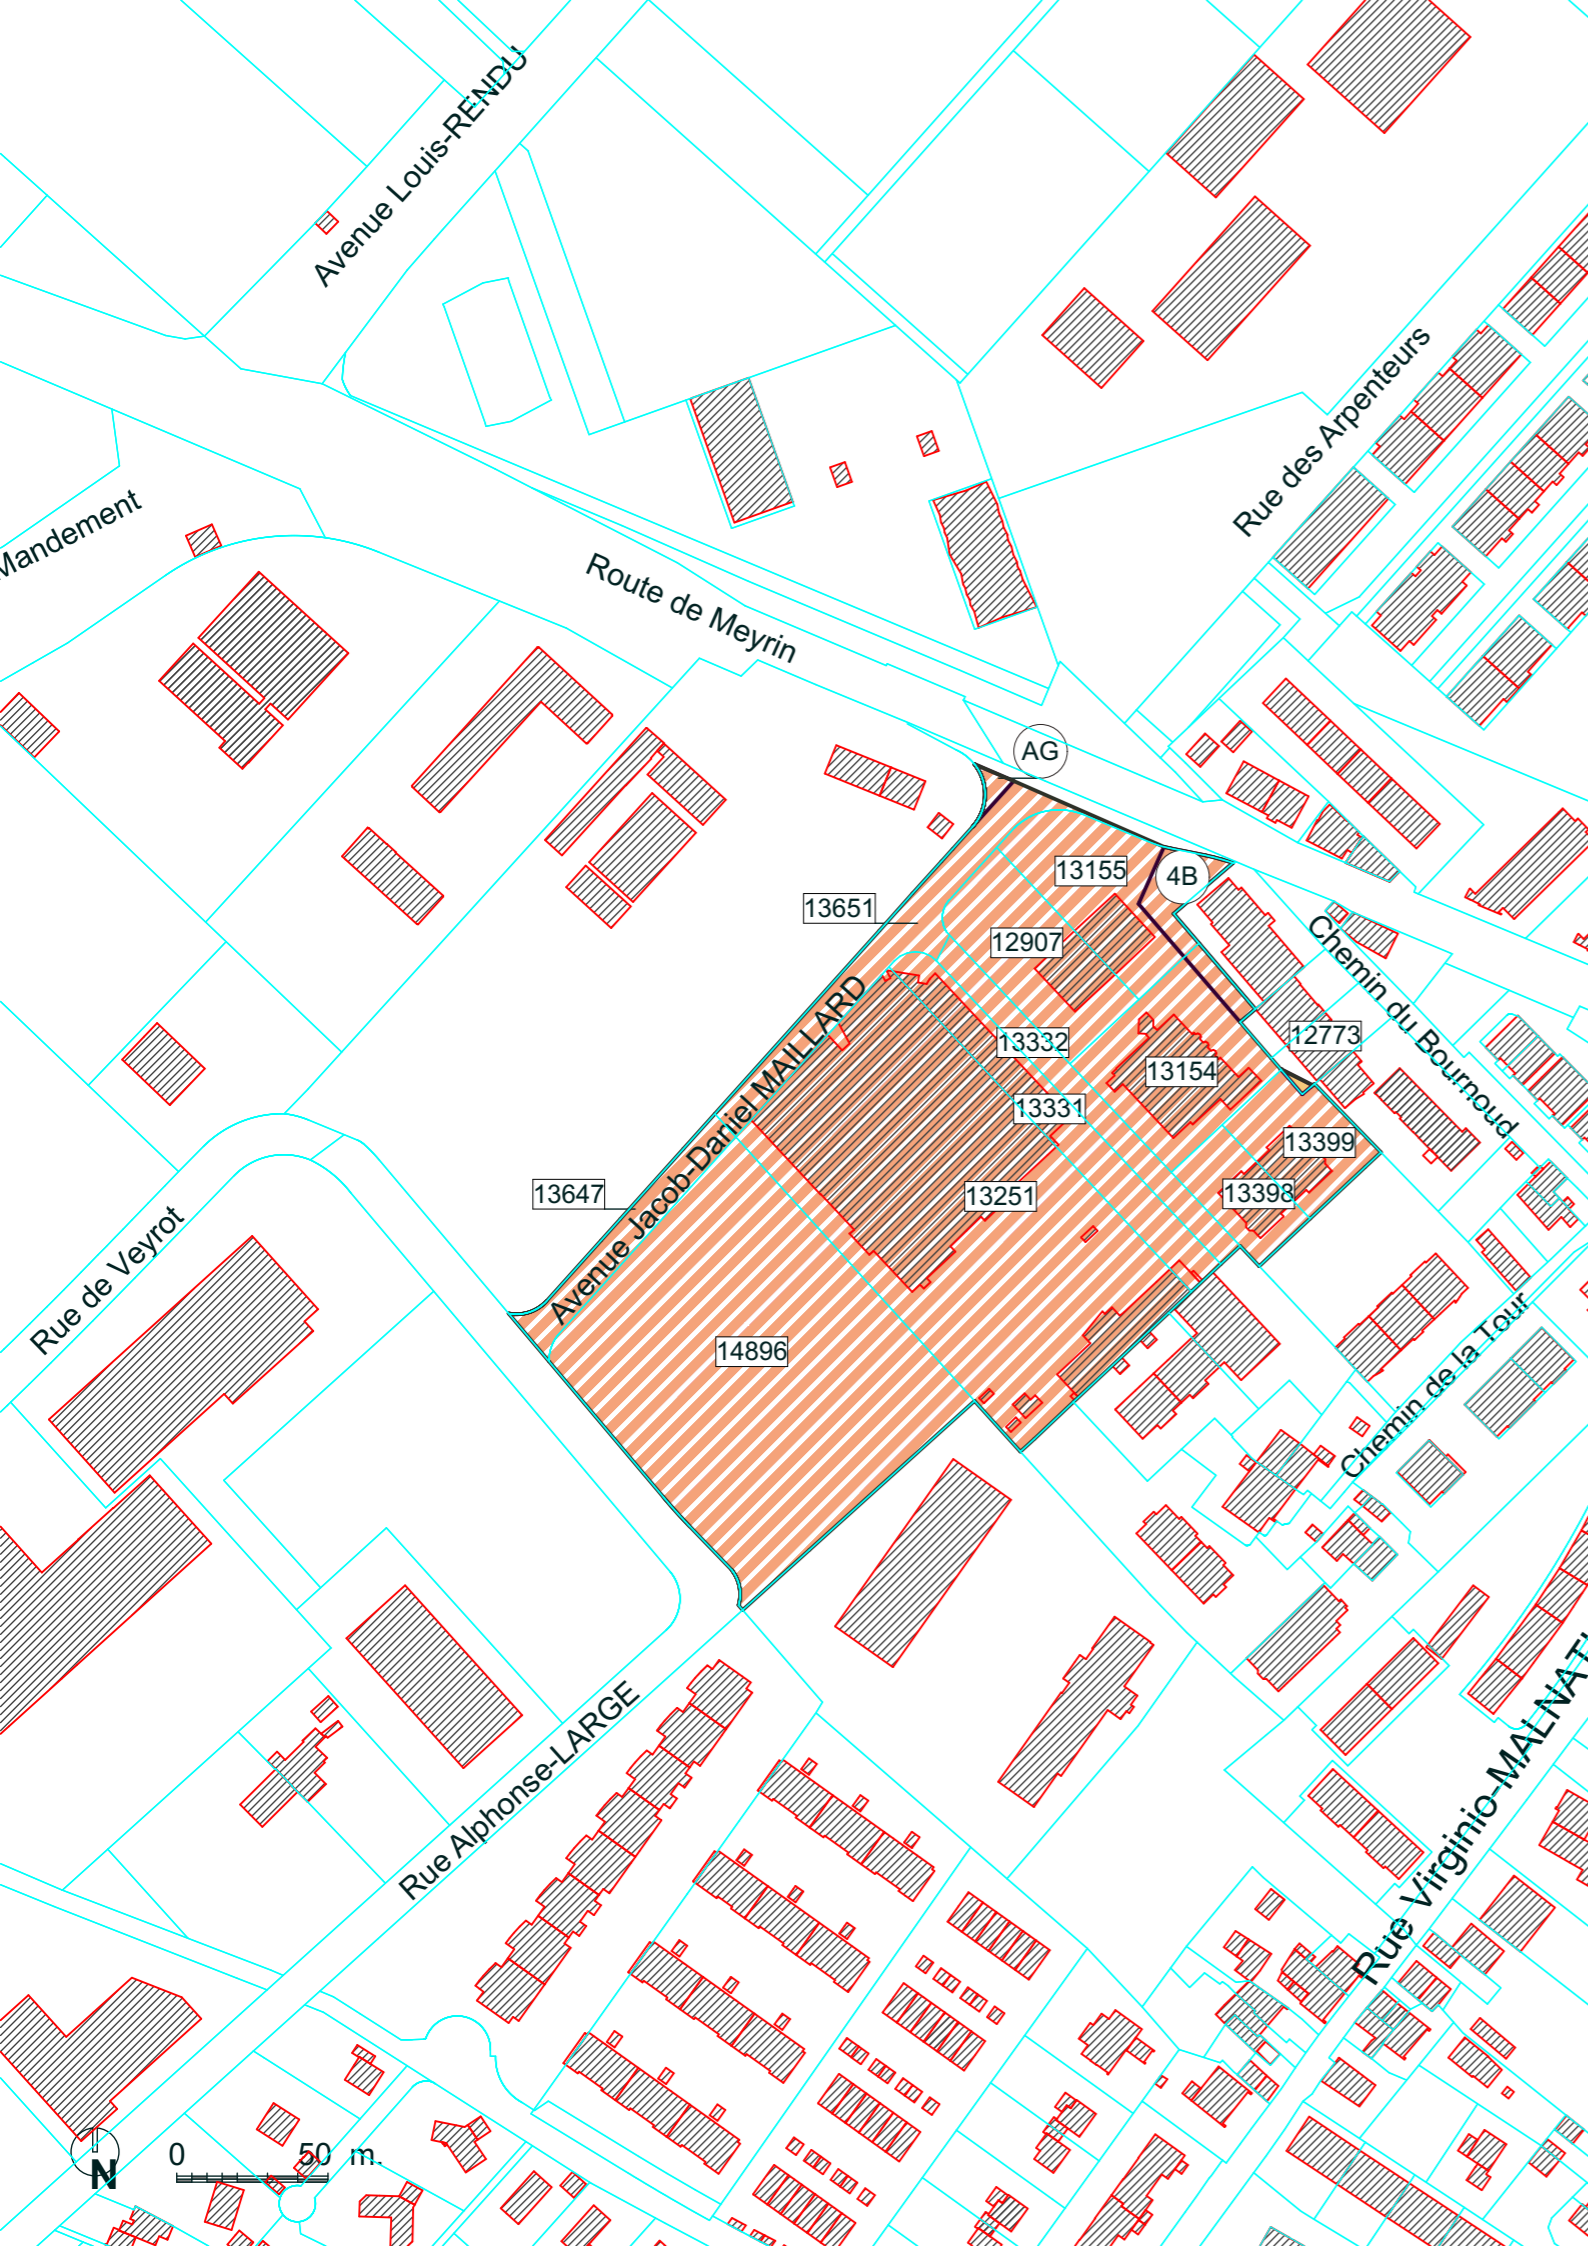 Avenue Louis-RENDU
Rue des Arpenteurs
Mandement
Route de Meyrin
AG
13155
4B
13651
12907
Chemin du Bournoud
13332
12773
13154
Avenue Jacob-Daniel MAILLARD
13331
13399
13647
13251
13398
Rue de Veyrot
14896
Chemin de la Tour
Rue Alphonse-LARGE
Rue Virginio-MALNATI
N
0 50 m.